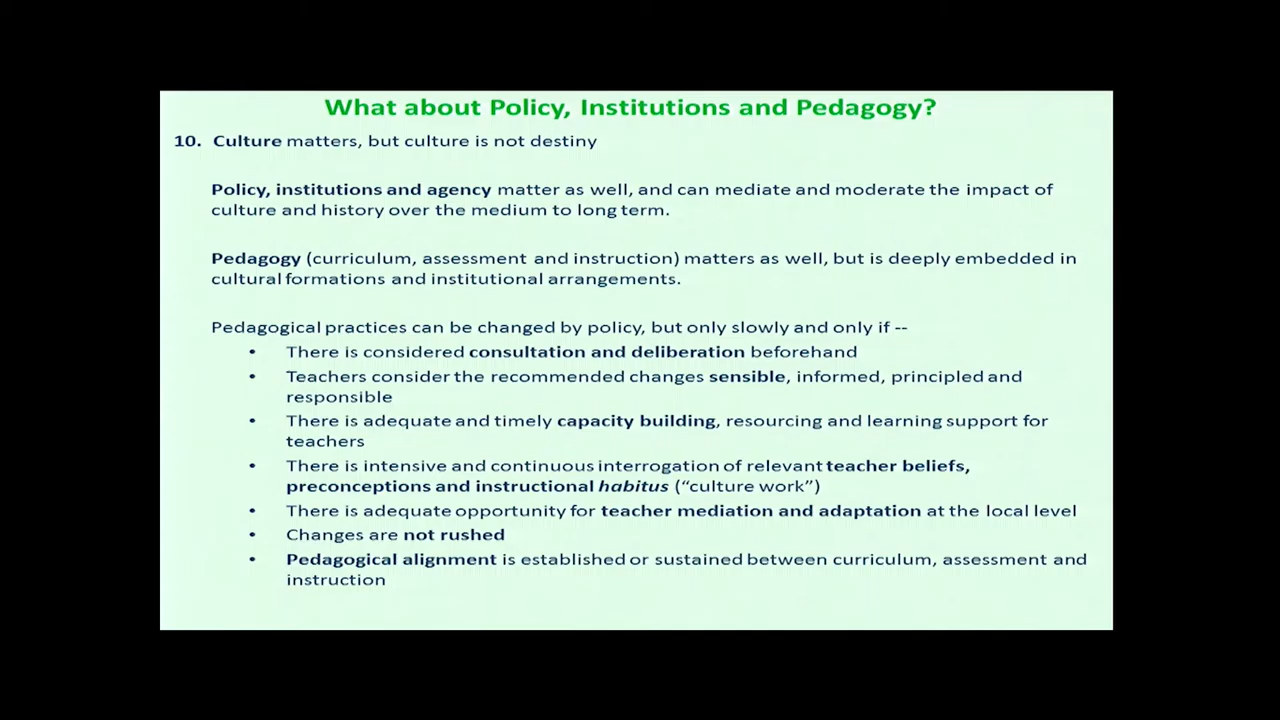 What about Policy, Institutions and Pedagogy?
10. Culture matters, but culture is not destiny
Policy, institutions and agency matter as well, and can mediate and moderate the impact of
culture and history over the medium to long term.
Pedagogy (curriculum, assessment and instruction) matters as well, but is deeply embedded in
cultural formations and institutional arrangements.
Pedagogical practices can be changed by policy, but only slowly and only if --
• There is considered consultation and deliberation beforehand
• Teachers consider the recommended changes sensible, informed, principled and
responsible
• There is adequate and timely capacity building, resourcing and learning support for
teachers
• There is intensive and continuous interrogation of relevant teacher beliefs,
preconceptions and instructional habitus (“culture work”)
• There is adequate opportunity for teacher mediation and adaptation at the local level
• Changes are not rushed
• Pedagogical alignment is established or sustained between curriculum, assessment and
instruction